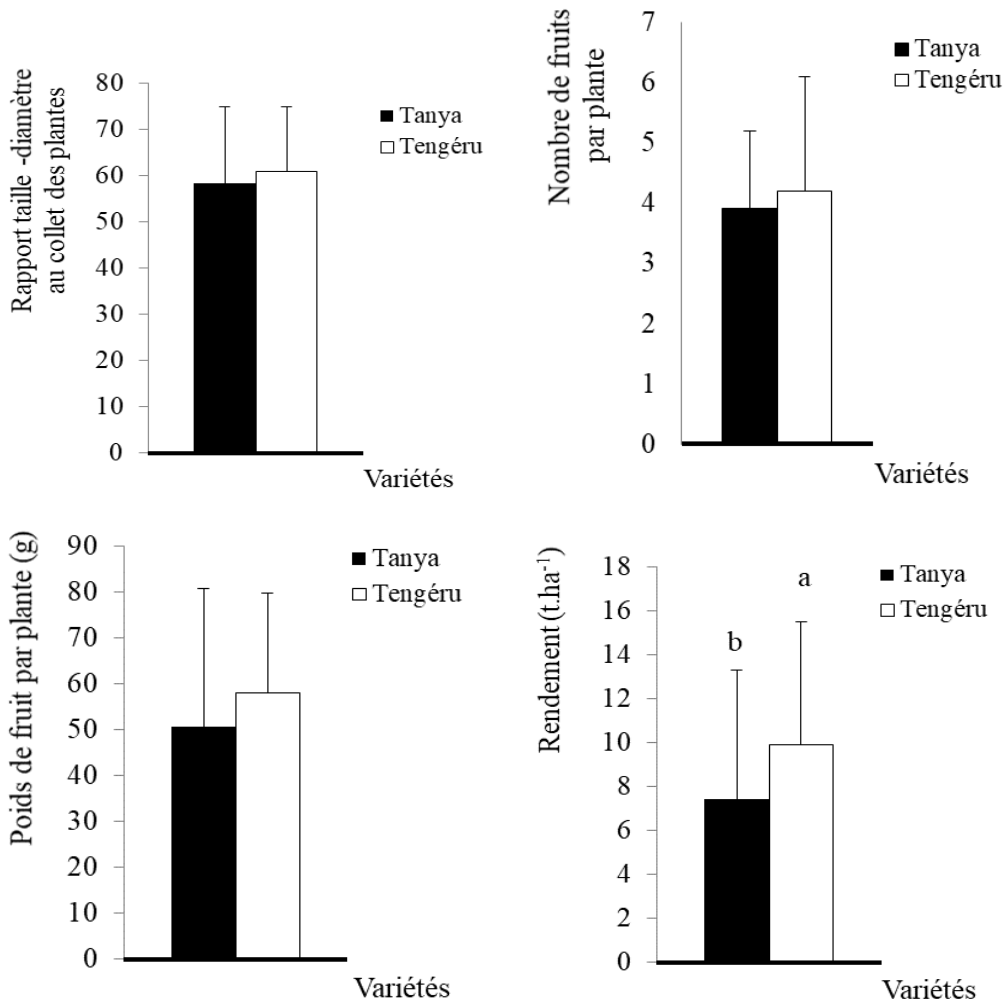 Rapport taille -diamètre
au collet des plantes
80
70
60
50
40
30
20
10
0
Tanya
Tengéru
Variétés
Nombre de fruits
par plante
7
6
5
4
3
2
1
0
Tanya
Tengéru
Variétés
Poids de fruit par plante (g)
90
80
70
60
50
40
30
20
10
0
Tanya
Tengéru
Variétés
Rendement (t.ha⁻¹)
18
16
14
12
10
8
6
4
2
0
b
a
Tanya
Tengéru
Variétés